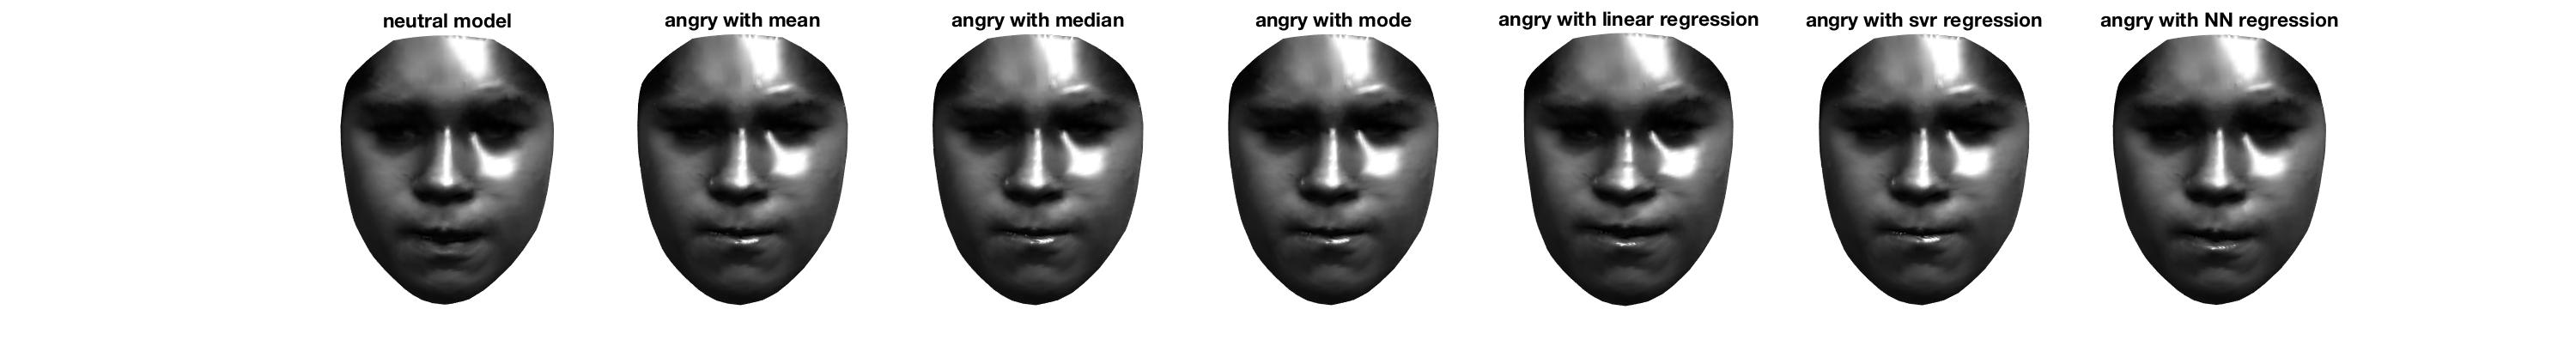 neutral model
angry with mean
angry with median
angry with mode
angry with linear regression
angry with svr regression
angry with NN regression